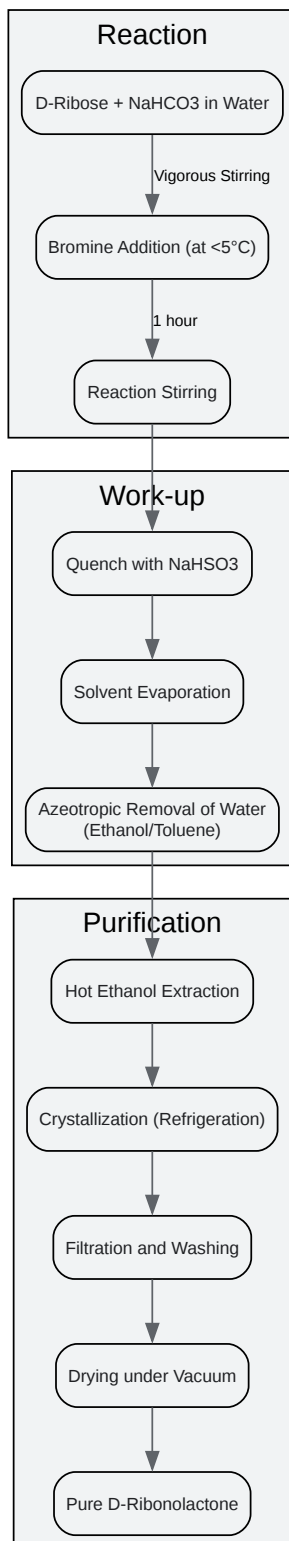 Reaction
D-Ribose + NaHCO3 in Water
Vigorous Stirring
Bromine Addition (at <5°C)
1 hour
Reaction Stirring
Work-up
Quench with NaHSO3
Solvent Evaporation
Azeotropic Removal of Water
(Ethanol/Toluene)
Purification
Hot Ethanol Extraction
Crystallization (Refrigeration)
Filtration and Washing
Drying under Vacuum
Pure D-Ribonolactone